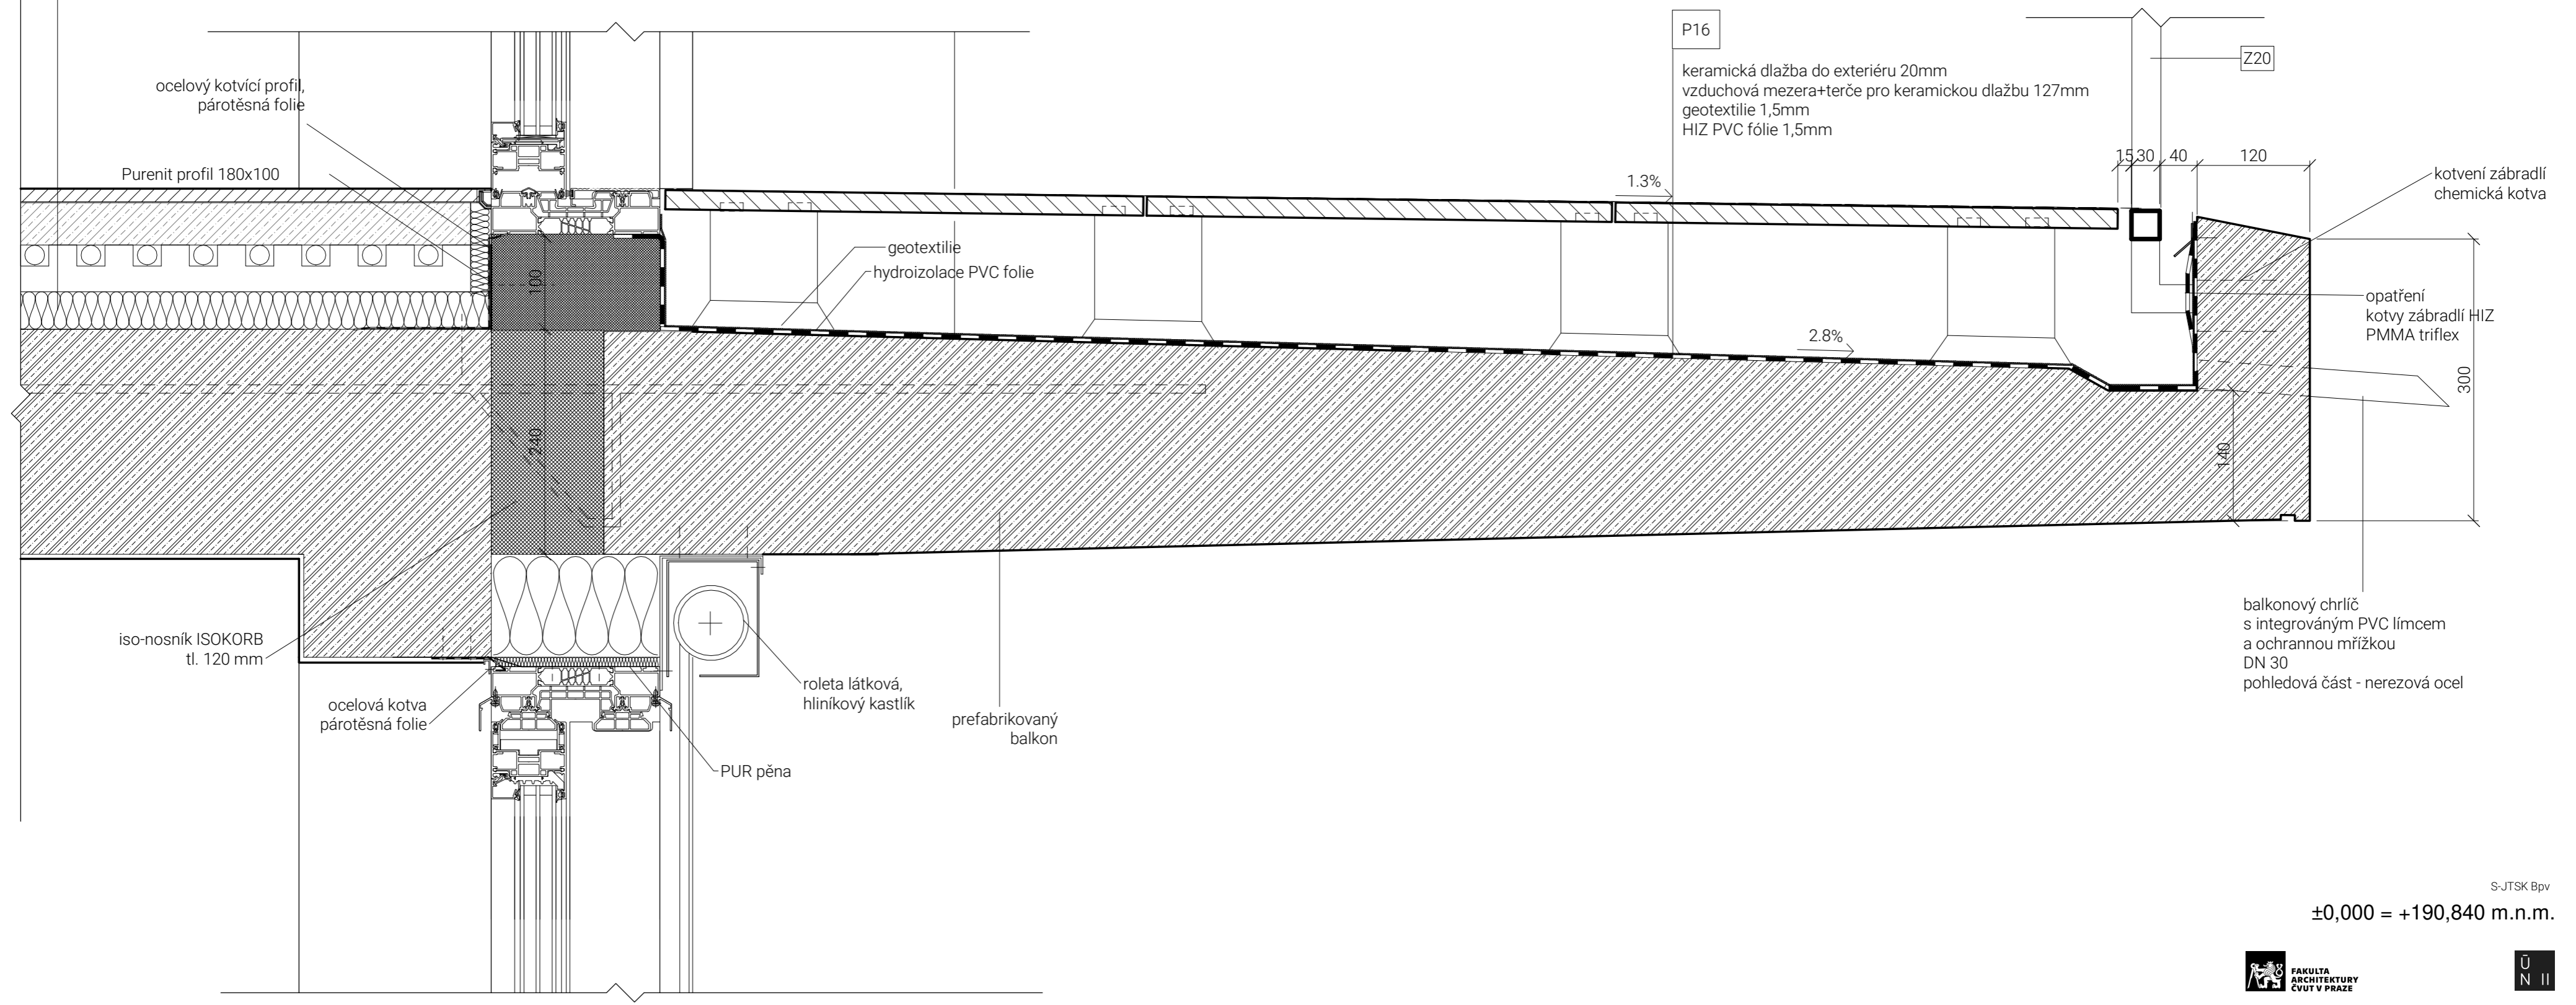 P16
keramická dlažba do exteriéru 20mm
vzduchová mezera+terče pro keramickou dlažbu 127mm
geotextilie 1,5mm
HIZ PVC fólie 1,5mm
Z20
ocelový kotvící profil,
párotěsná folie
Purenit profil 180x100
15 30 40 120
kotvení zábradlí
chemická kotva
1.3%
geotextilie
hydroizolace PVC folie
100
opatření
kotvy zábradlí HIZ
PMMA triflex
2.8%
300
240
140
iso-nosník ISOKORB
tl. 120 mm
ocelová kotva
párotěsná folie
roleta látková,
hliníkový kastlík
prefabrikovaný
balkon
PUR pěna
balkonový chrlíč
s integrováným PVC límcem
a ochrannou mřížkou
DN 30
pohledová část - nerezová ocel
S-JTSK Bpv
±0,000 = +190,840 m.n.m.
FAKULTA
ARCHITEKTURY
ČVUT V PRAZE
Ū
N II